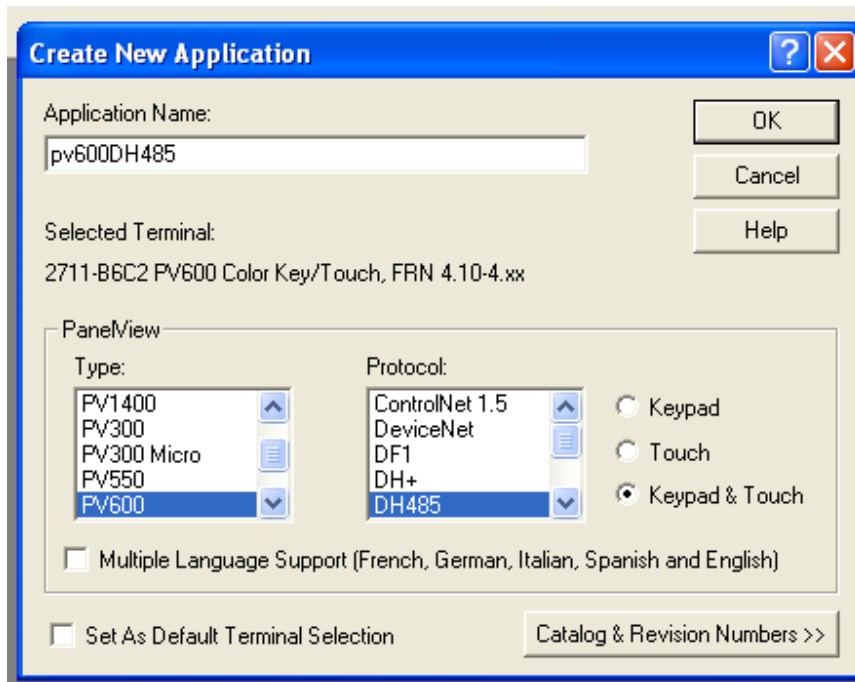 Create New Application
Application Name:
pv600DH485
OK
Cancel
Help
Selected Terminal:
2711-B6C2 PV600 Color Key/Touch, FRN 4.10-4.xx
PanelView
Type:
PV1400
PV300
PV300 Micro
PV550
PV600
Protocol:
ControlNet 1.5
DeviceNet
DF1
DH+
DH485
Keypad
Touch
Keypad & Touch
Multiple Language Support (French, German, Italian, Spanish and English)
Set As Default Terminal Selection
Catalog & Revision Numbers >>